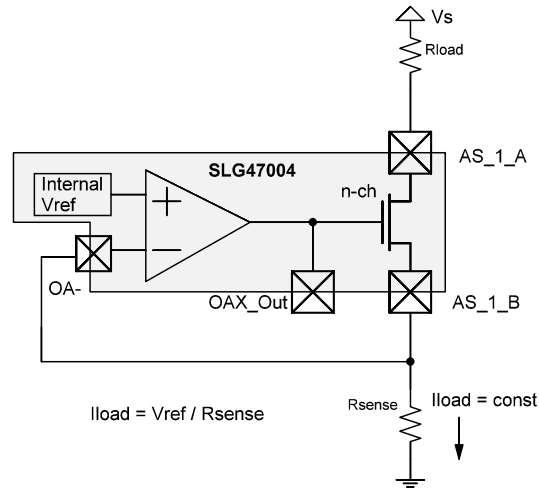 Vs
Rload
AS_1_A
SLG47004
n-ch
Internal
Vref
OA-
OAX_Out
AS_1_B
Iload = Vref / Rsense
Rsense
Iload = const